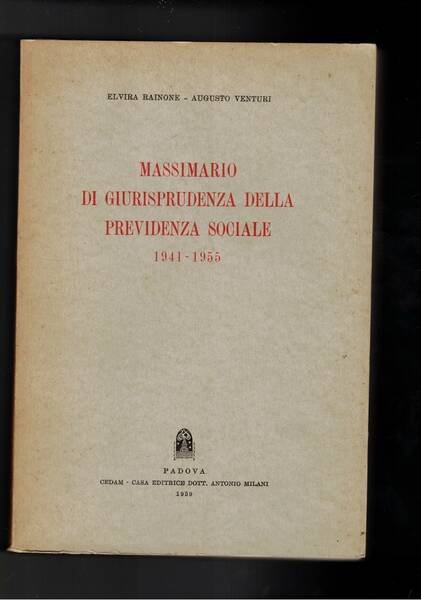 ELVIRA RAINONE - AUGUSTO VENTURI
MASSIMARIO
DI GIURISPRUDENZA DELLA
PREVIDENZA SOCIALE
1941-1955
PADOVA
CEDAM - CASA EDITRICE DOTT. ANTONIO MILANI
1959